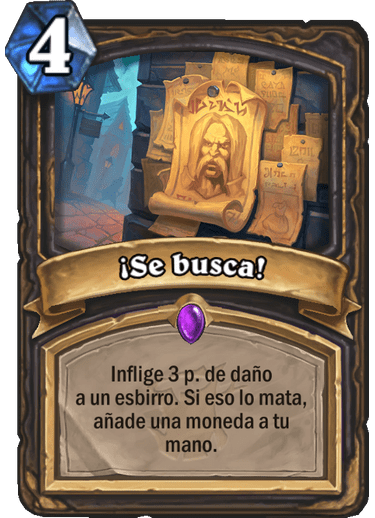 4
¡Se busca!
Inflige 3 p. de daño
a un esbirro. Si eso lo mata,
añade una moneda a tu
mano.